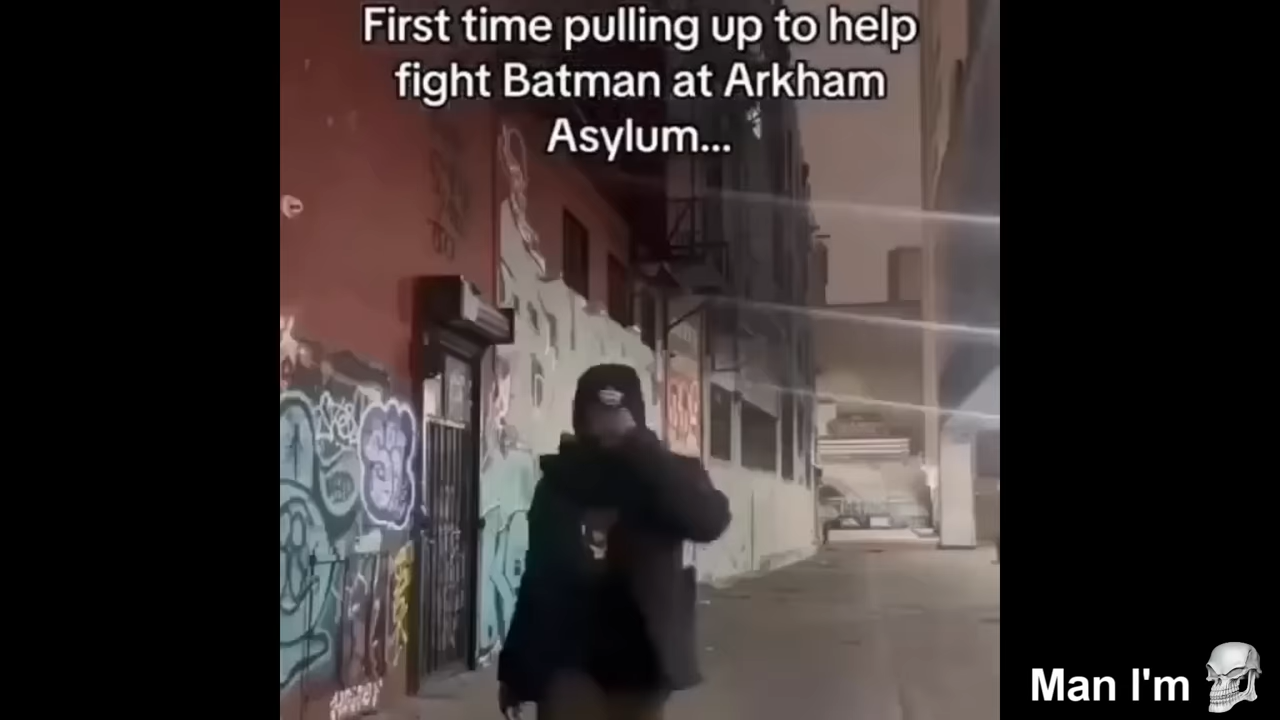 First time pulling up to help
fight Batman at Arkham
Asylum...
Man I'm